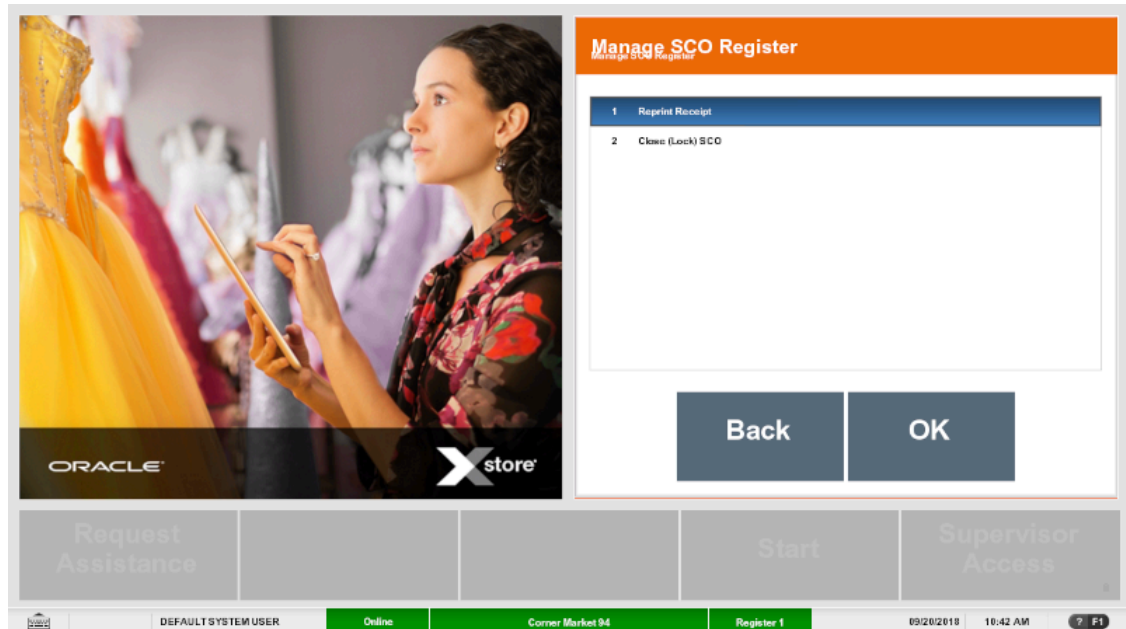 Manage SCO Register
Manage SCO Register
1 Reprint Receipt
2 Close (Lock) SCO
Back
OK
ORACLE
Xstore
Request
Assistance
Start
Supervisor
Access
DEFAULT SYSTEM USER
Online
Corner Market 94
Register 1
09/20/2018
10:42 AM
? F1